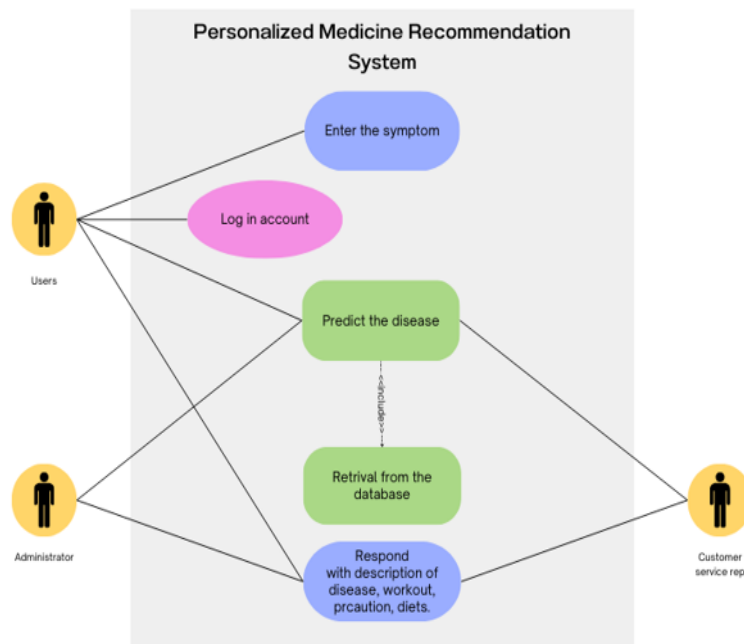 Personalized Medicine Recommendation
System
Enter the symptom
Log in account
Users
Predict the disease
<<include>>
Retrival from the
database
Administrator
Customer
service rep
Respond
with description of
disease, workout,
prcaution, diets.